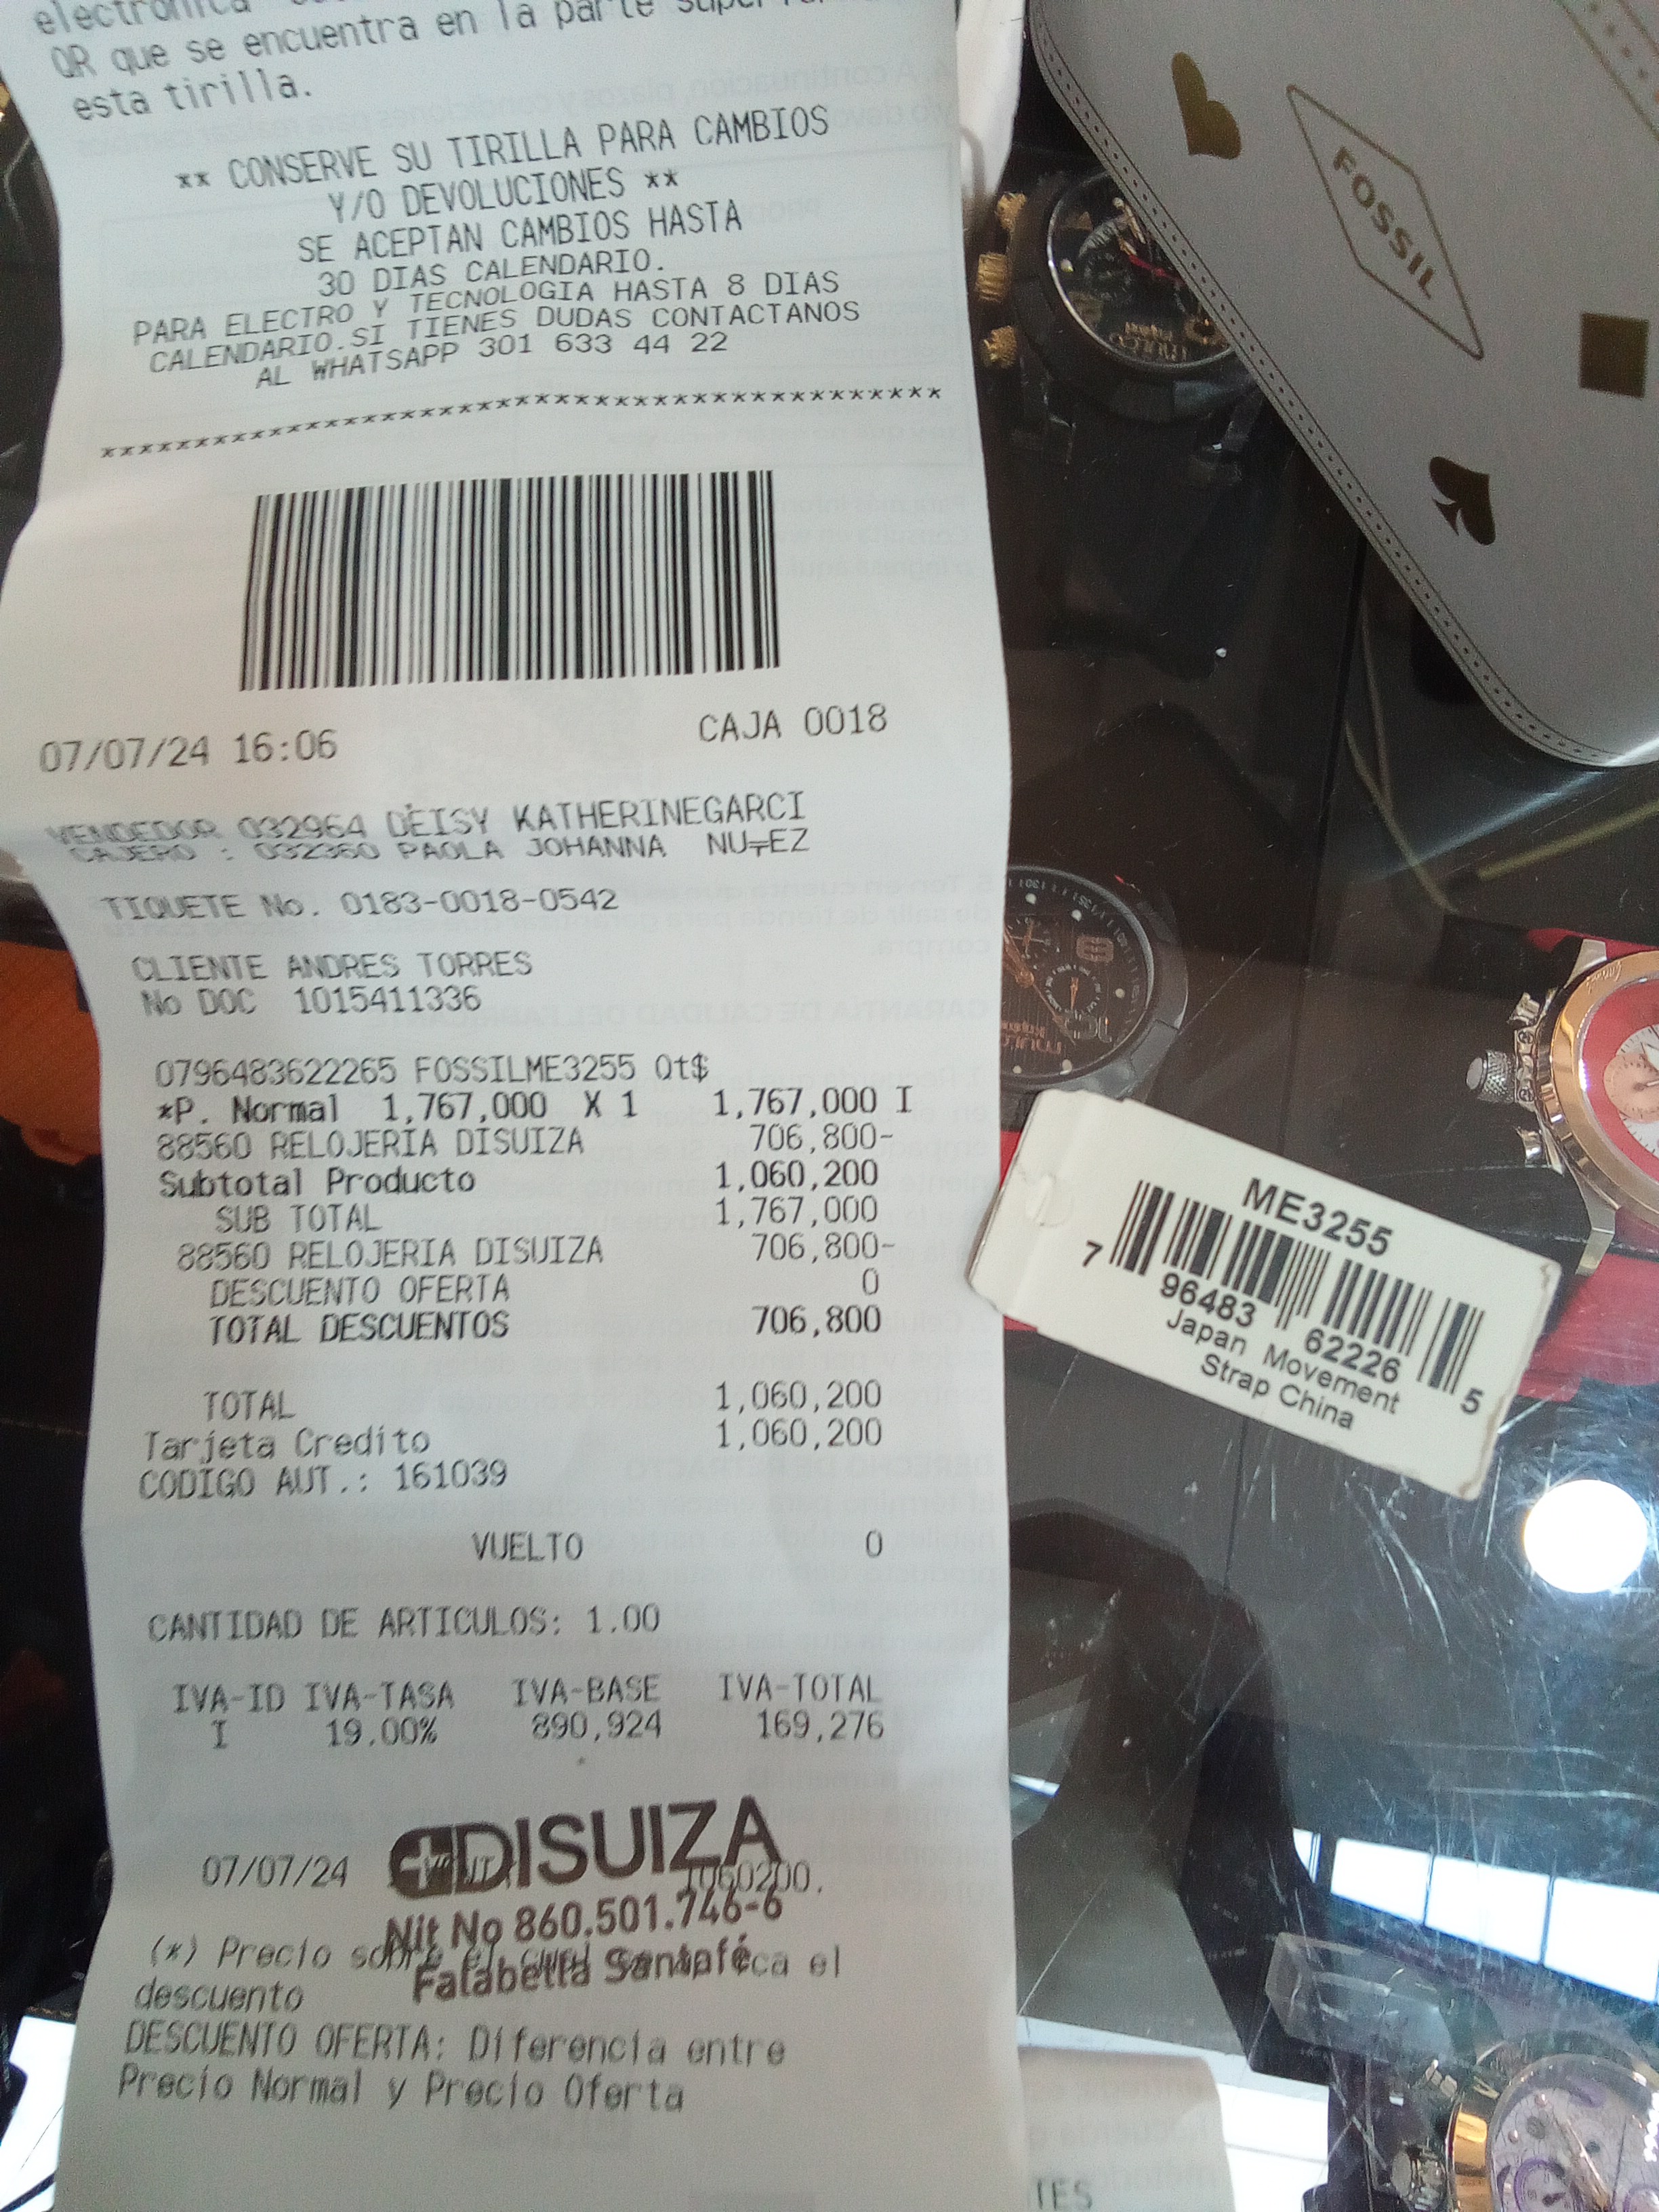 electrónica
QR que se encuentra en la parte
esta tirilla.
** CONSERVE SU TIRILLA PARA CAMBIOS
Y/O DEVOLUCIONES **
SE ACEPTAN CAMBIOS HASTA
30 DIAS CALENDARIO.
PARA ELECTRO Y TECNOLOGIA HASTA 8 DIAS
CALENDARIO.SI TIENES DUDAS CONTACTANOS
AL WHATSAPP 301 633 44 22
****************************************
07/07/24 16:06 CAJA 0018
VENDEDOR 032964 DEISY KATHERINEGARCI
CAJERO : 032360 PAOLA JOHANNA
TIQUETE No. 0183-0018-0542
CLIENTE ANDRES TORRES
No DOC 1015411336
0796483622265 FOSSILME3255 Qt$
*P. Normal 1,767,000 X 1 1,767,000 I
88560 RELOJERIA DISUIZA 706,800-
Subtotal Producto 1,060,200
SUB TOTAL 1,767,000
88560 RELOJERIA DISUIZA 706,800-
DESCUENTO OFERTA 0
TOTAL DESCUENTOS 706,800
TOTAL 1,060,200
Tarjeta Credito 1,060,200
CODIGO AUT.: 161039
VUELTO 0
CANTIDAD DE ARTICULOS: 1.00
IVA-ID IVA-TASA IVA-BASE IVA-TOTAL
I 19.00% 890,924 169,276
DISUIZA
07/07/24 1060200.
Nit No 860.501.746-6
Falabella Santafé
(*) Precio sobre el cual el
descuento
DESCUENTO OFERTA: Diferencia entre
Precio Normal y Precio Oferta
FOSSIL
ME3255
7 96483 62226 5
Japan Movement
Strap China